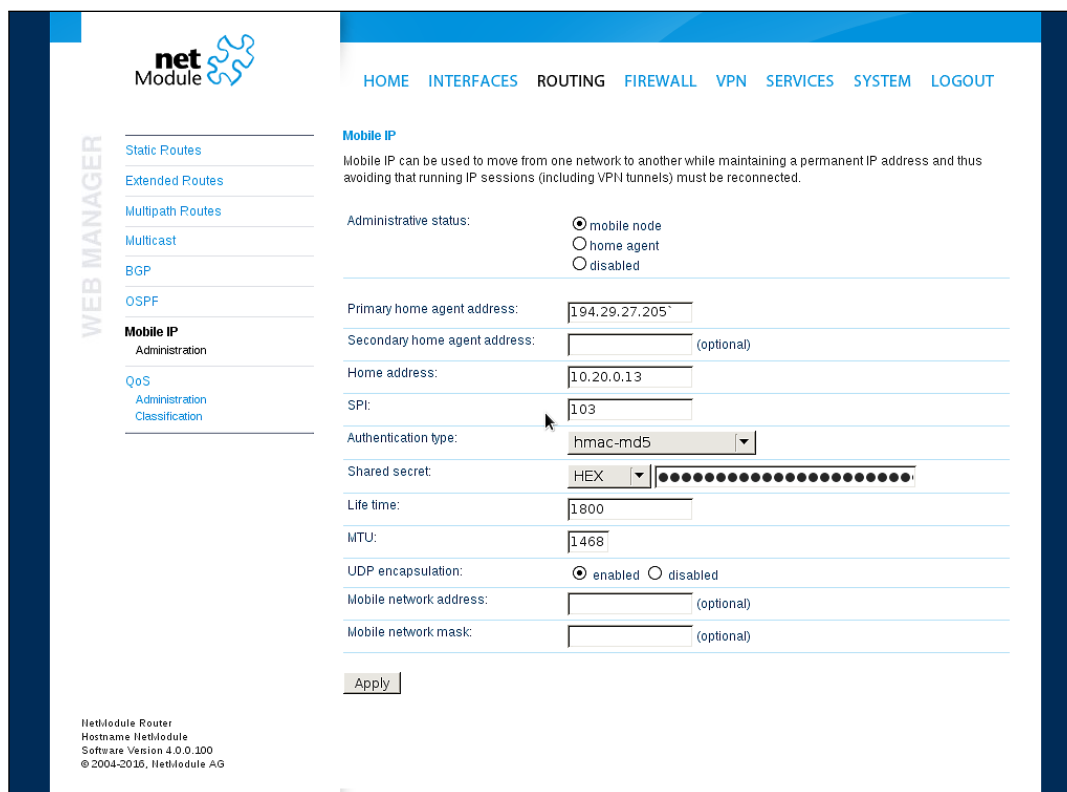 net
Module
HOME INTERFACES ROUTING FIREWALL VPN SERVICES SYSTEM LOGOUT
WEB MANAGER
Static Routes
Extended Routes
Multipath Routes
Multicast
BGP
OSPF
Mobile IP
Administration
QoS
Administration
Classification
Mobile IP
Mobile IP can be used to move from one network to another while maintaining a permanent IP address and thus
avoiding that running IP sessions (including VPN tunnels) must be reconnected.
Administrative status:
mobile node
home agent
disabled
Primary home agent address: 194.29.27.205`
Secondary home agent address: (optional)
Home address: 10.20.0.13
SPI: 103
Authentication type: hmac-md5
Shared secret: HEX ●●●●●●●●●●●●●●●●●●●●●●
Life time: 1800
MTU: 1468
UDP encapsulation: enabled disabled
Mobile network address: (optional)
Mobile network mask: (optional)
Apply
NetModule Router
Hostname NetModule
Software Version 4.0.0.100
© 2004-2016, NetModule AG